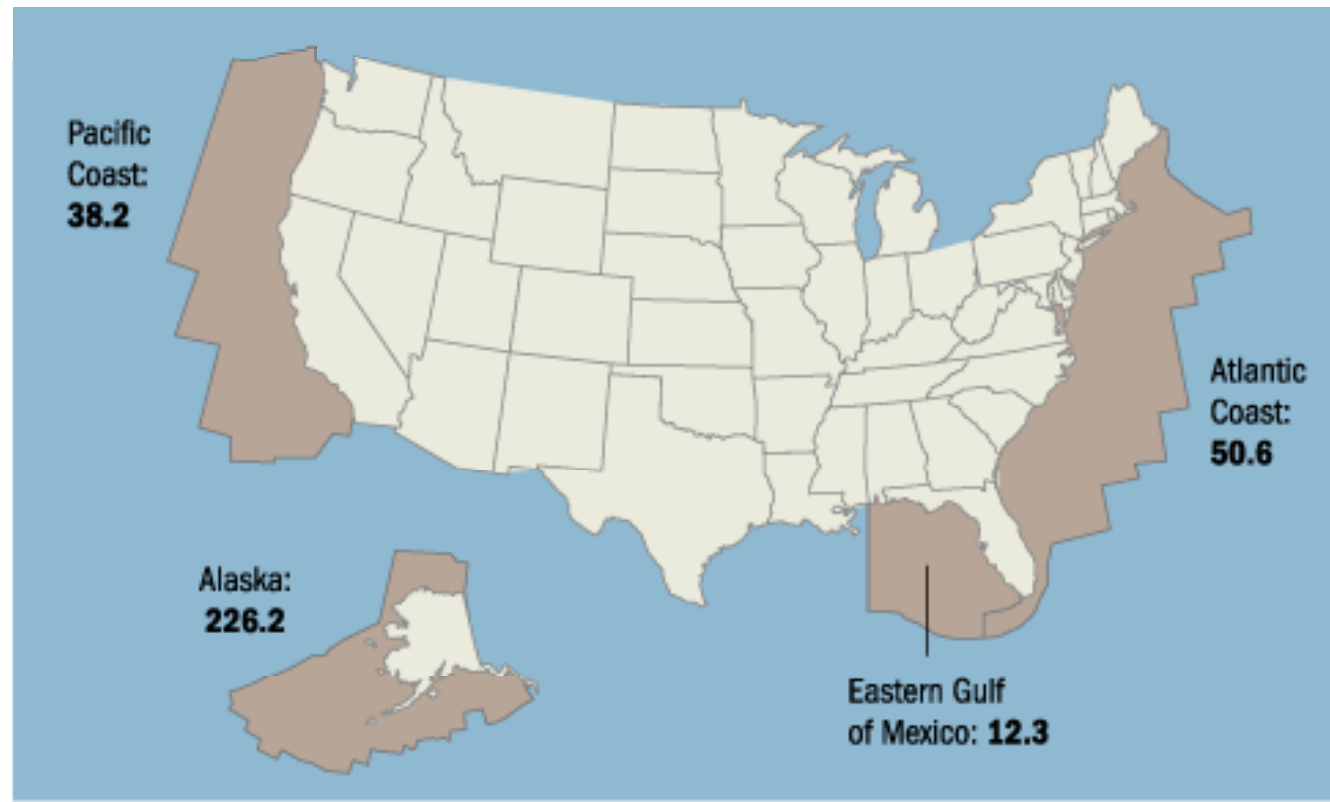 Pacific
Coast:
38.2
Atlantic
Coast:
50.6
Alaska:
226.2
Eastern Gulf
of Mexico: 12.3